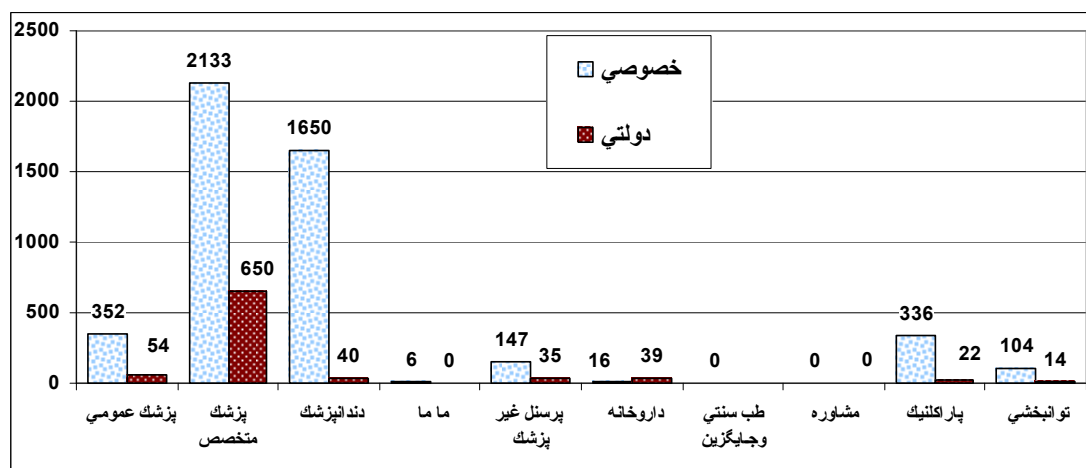 2500
2000
1500
1000
500
0
خصوصي
دولتي
2133
1650
650
352
54
40
6
0
147
35
16
39
0
0
0
336
22
104
14
پزشك عمومي
پزشك
متخصص
دندانپزشك
ما ما
پرسنل غير
پزشك
داروخانه
طب سنتي
وجايگزين
مشاوره
پاراكلنيك
توانبخشي